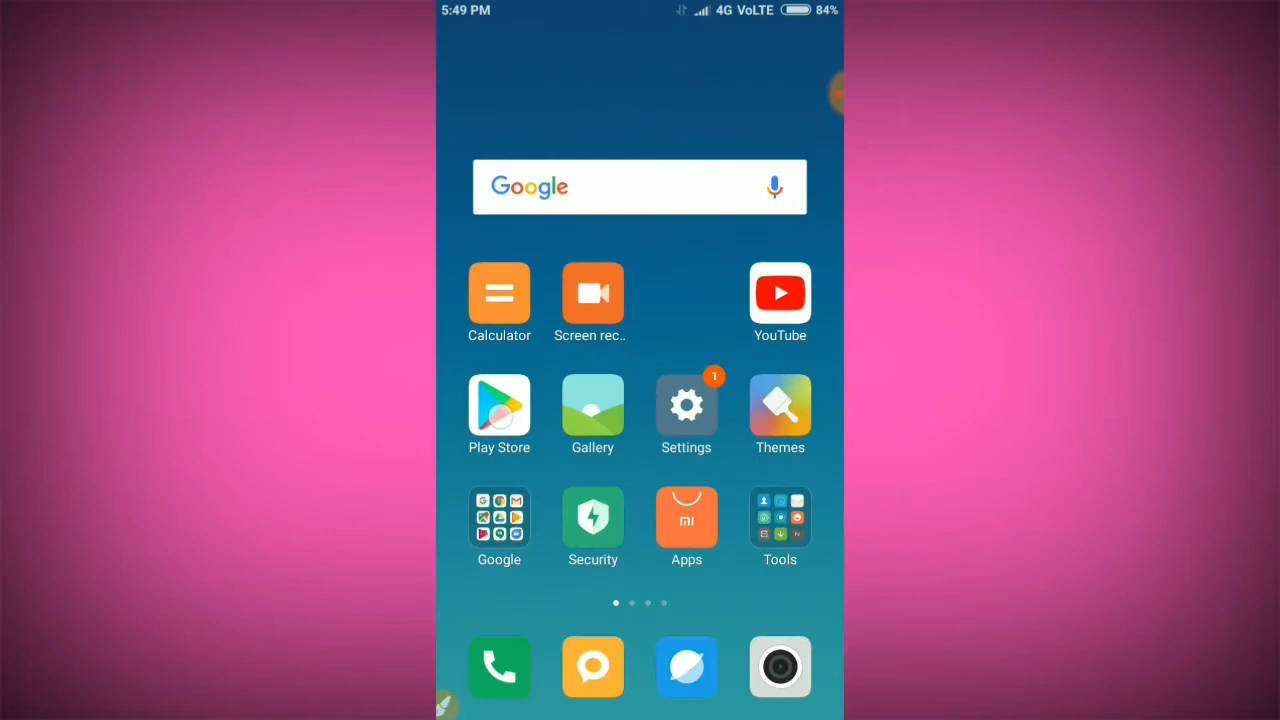 5:49 PM 4G VoLTE 84%
Google
Calculator Screen rec.. YouTube
1
Play Store Gallery Settings Themes
mi
Google Security Apps Tools